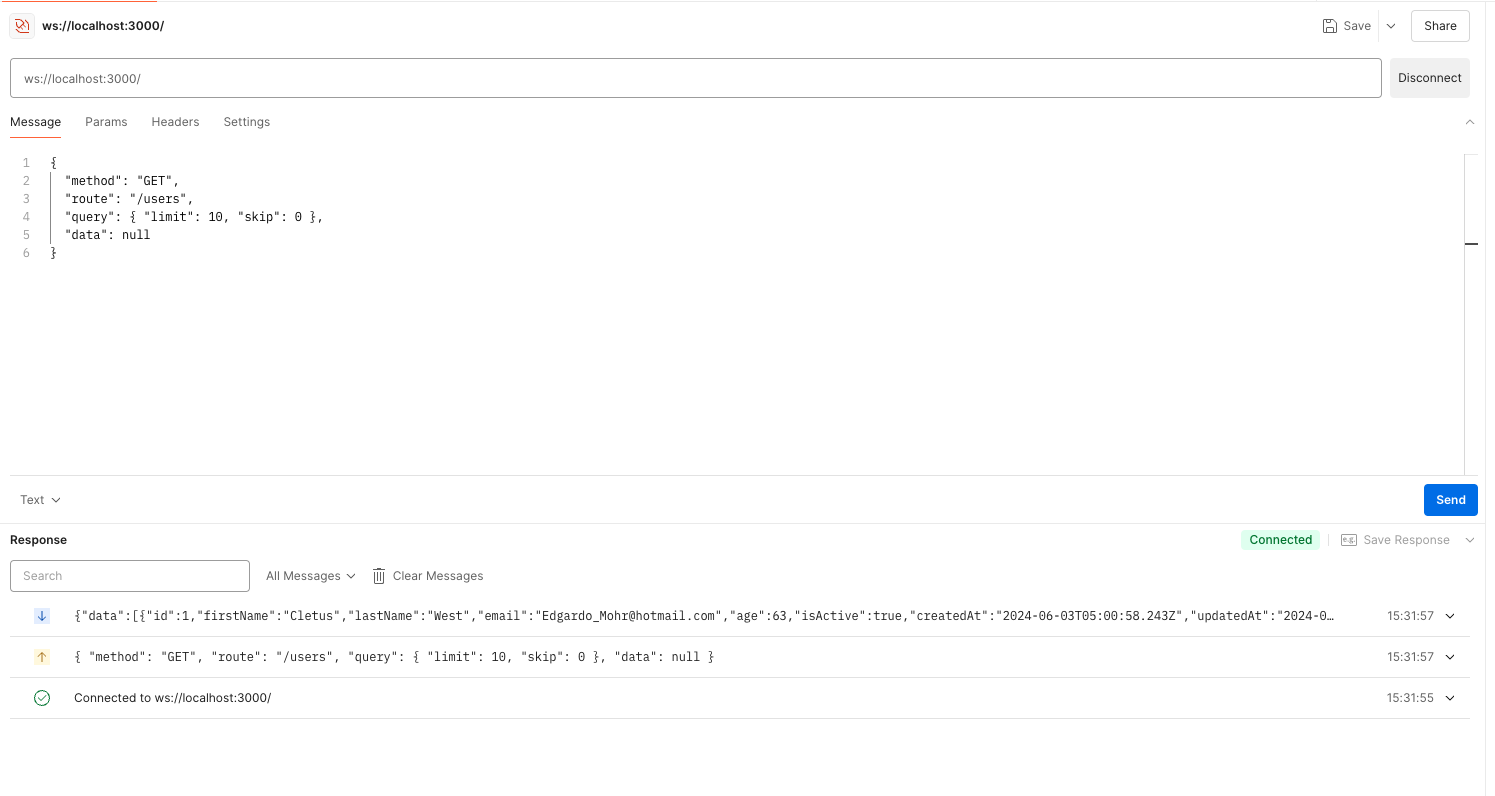 ws://localhost:3000/
Save
Share
ws://localhost:3000/
Disconnect
Message Params Headers Settings
1 {
2 "method": "GET",
3 "route": "/users",
4 "query": { "limit": 10, "skip": 0 },
5 "data": null
6 }
Text
Send
Response
Connected
e.g. Save Response
Search
All Messages
Clear Messages
{"data":[{"id":1,"firstName":"Cletus","lastName":"West","email":"Edgardo_Mohr@hotmail.com","age":63,"isActive":true,"createdAt":"2024-06-03T05:00:58.243Z","updatedAt":"2024-0… 15:31:57
{ "method": "GET", "route": "/users", "query": { "limit": 10, "skip": 0 }, "data": null } 15:31:57
Connected to ws://localhost:3000/ 15:31:55